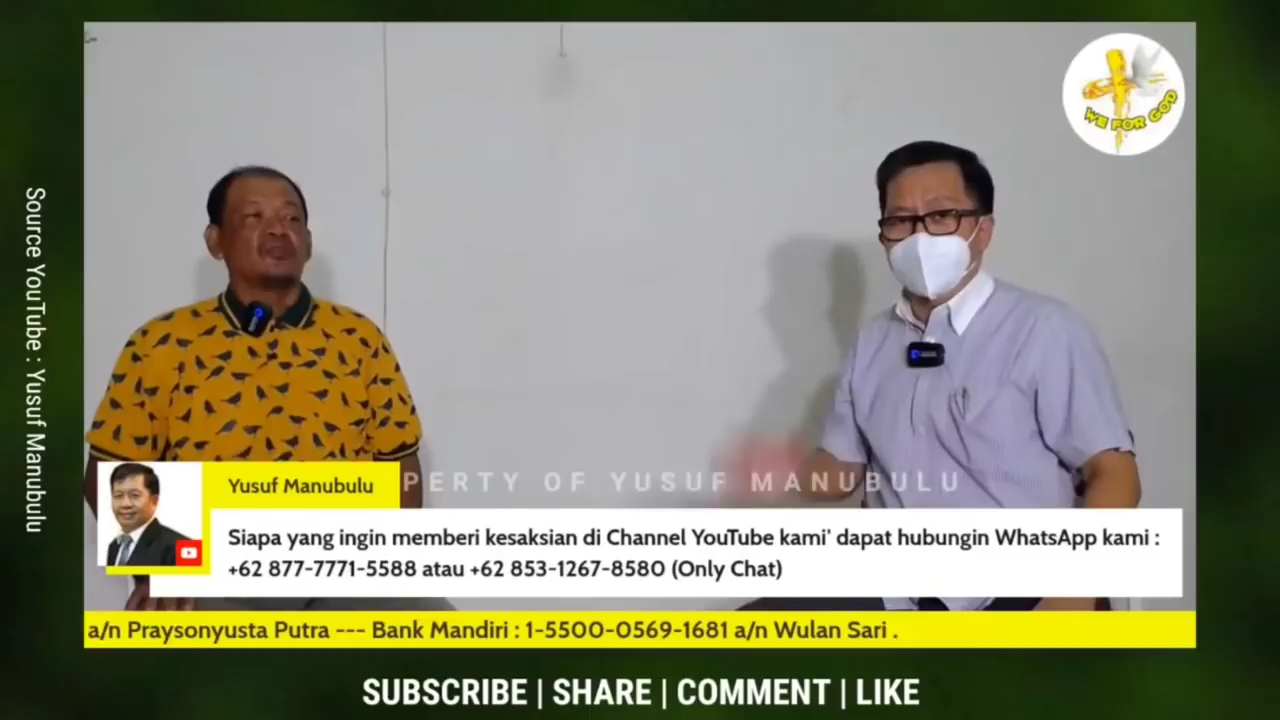 WE FOR GOD
Source YouTube : Yusuf Manubulu
PERTY OF YUSUF MANUBULU
Yusuf Manubulu
Siapa yang ingin memberi kesaksian di Channel YouTube kami' dapat hubungin WhatsApp kami :
+62 877-7771-5588 atau +62 853-1267-8580 (Only Chat)
a/n Praysonyusta Putra --- Bank Mandiri : 1-5500-0569-1681 a/n Wulan Sari .
SUBSCRIBE | SHARE | COMMENT | LIKE